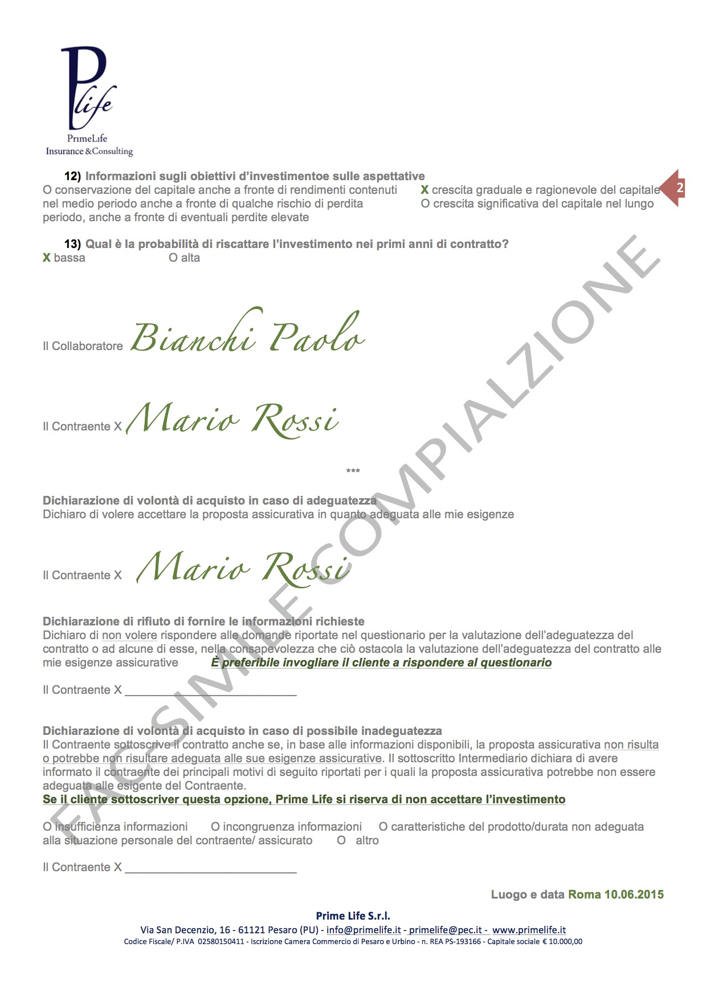 P
life
PrimeLife
Insurance &Consulting
12) Informazioni sugli obiettivi d’investimentoe sulle aspettative
O conservazione del capitale anche a fronte di rendimenti contenuti X crescita graduale e ragionevole del capitale 2
nel medio periodo anche a fronte di qualche rischio di perdita O crescita significativa del capitale nel lungo
periodo, anche a fronte di eventuali perdite elevate
13) Qual è la probabilità di riscattare l’investimento nei primi anni di contratto?
X bassa O alta
Il Collaboratore Bianchi Paolo
Il Contraente X Mario Rossi
***
Dichiarazione di volontà di acquisto in caso di adeguatezza
Dichiaro di volere accettare la proposta assicurativa in quanto adeguata alle mie esigenze
Il Contraente X Mario Rossi
Dichiarazione di rifiuto di fornire le informazioni richieste
Dichiaro di non volere rispondere alle domande riportate nel questionario per la valutazione dell’adeguatezza del
contratto o ad alcune di esse, nella consapevolezza che ciò ostacola la valutazione dell’adeguatezza del contratto alle
mie esigenze assicurative È preferibile invogliare il cliente a rispondere al questionario
Il Contraente X ___________________________
Dichiarazione di volontà di acquisto in caso di possibile inadeguatezza
Il Contraente sottoscrive il contratto anche se, in base alle informazioni disponibili, la proposta assicurativa non risulta
o potrebbe non risultare adeguata alle sue esigenze assicurative. Il sottoscritto Intermediario dichiara di avere
informato il contraente dei principali motivi di seguito riportati per i quali la proposta assicurativa potrebbe non essere
adeguata alle esigente del Contraente.
Se il cliente sottoscriver questa opzione, Prime Life si riserva di non accettare l’investimento
O insufficienza informazioni O incongruenza informazioni O caratteristiche del prodotto/durata non adeguata
alla situazione personale del contraente/ assicurato O altro
Il Contraente X ___________________________
Luogo e data Roma 10.06.2015
Prime Life S.r.l.
Via San Decenzio, 16 - 61121 Pesaro (PU) - info@primelife.it - primelife@pec.it - www.primelife.it
Codice Fiscale/ P.IVA 02580150411 - Iscrizione Camera Commercio di Pesaro e Urbino - n. REA PS-193166 - Capitale sociale € 10.000,00
FAC-SIMILE COMPIALZIONE